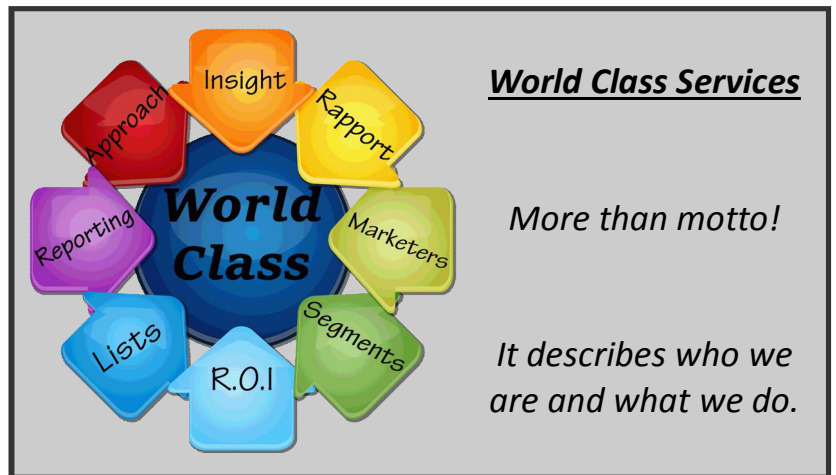 Insight
Rapport
Marketers
Segments
R.O.I
Lists
Reporting
Approach
World
Class
World Class Services
More than motto!
It describes who we
are and what we do.